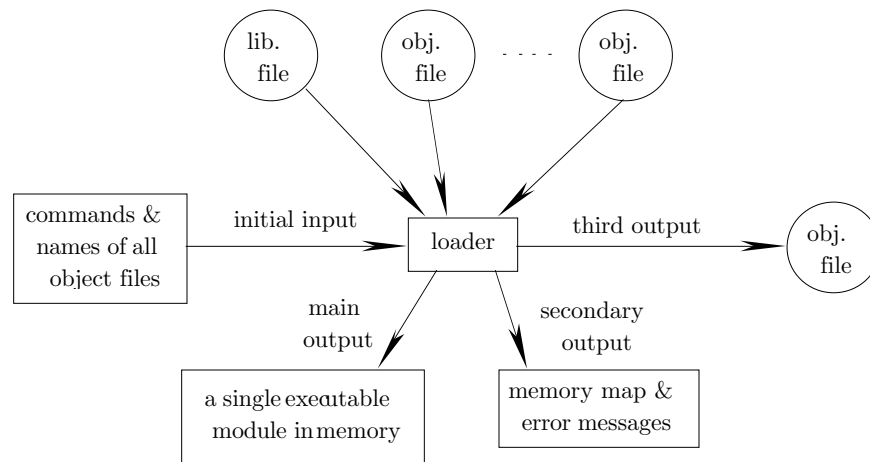 lib.
file
obj.
file
obj.
file
commands &
names of all
object files
initial input
loader
third output
obj.
file
main
output
secondary
output
a single executable
module in memory
memory map &
error messages